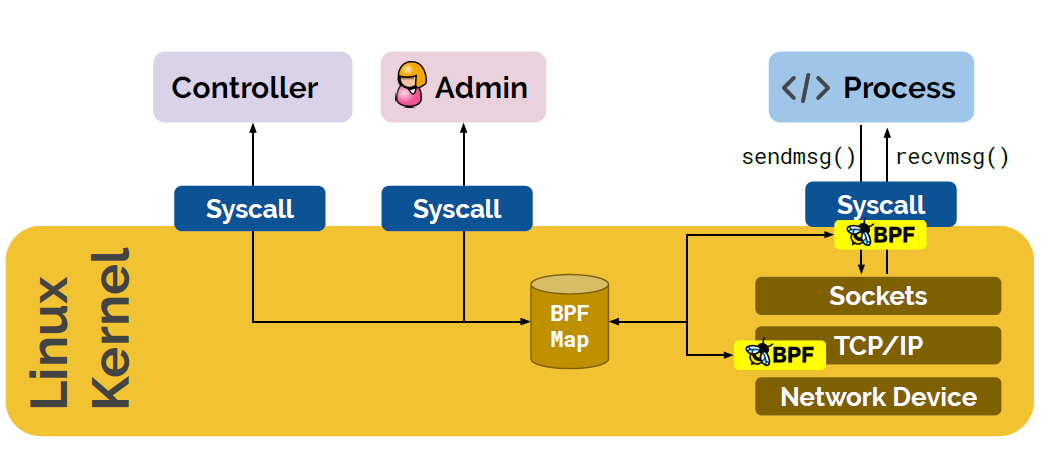 Controller
Admin
</> Process
sendmsg()
recvmsg()
Syscall
Syscall
Syscall
BPF
Linux
Kernel
Sockets
BPF
Map
TCP/IP
BPF
Network Device